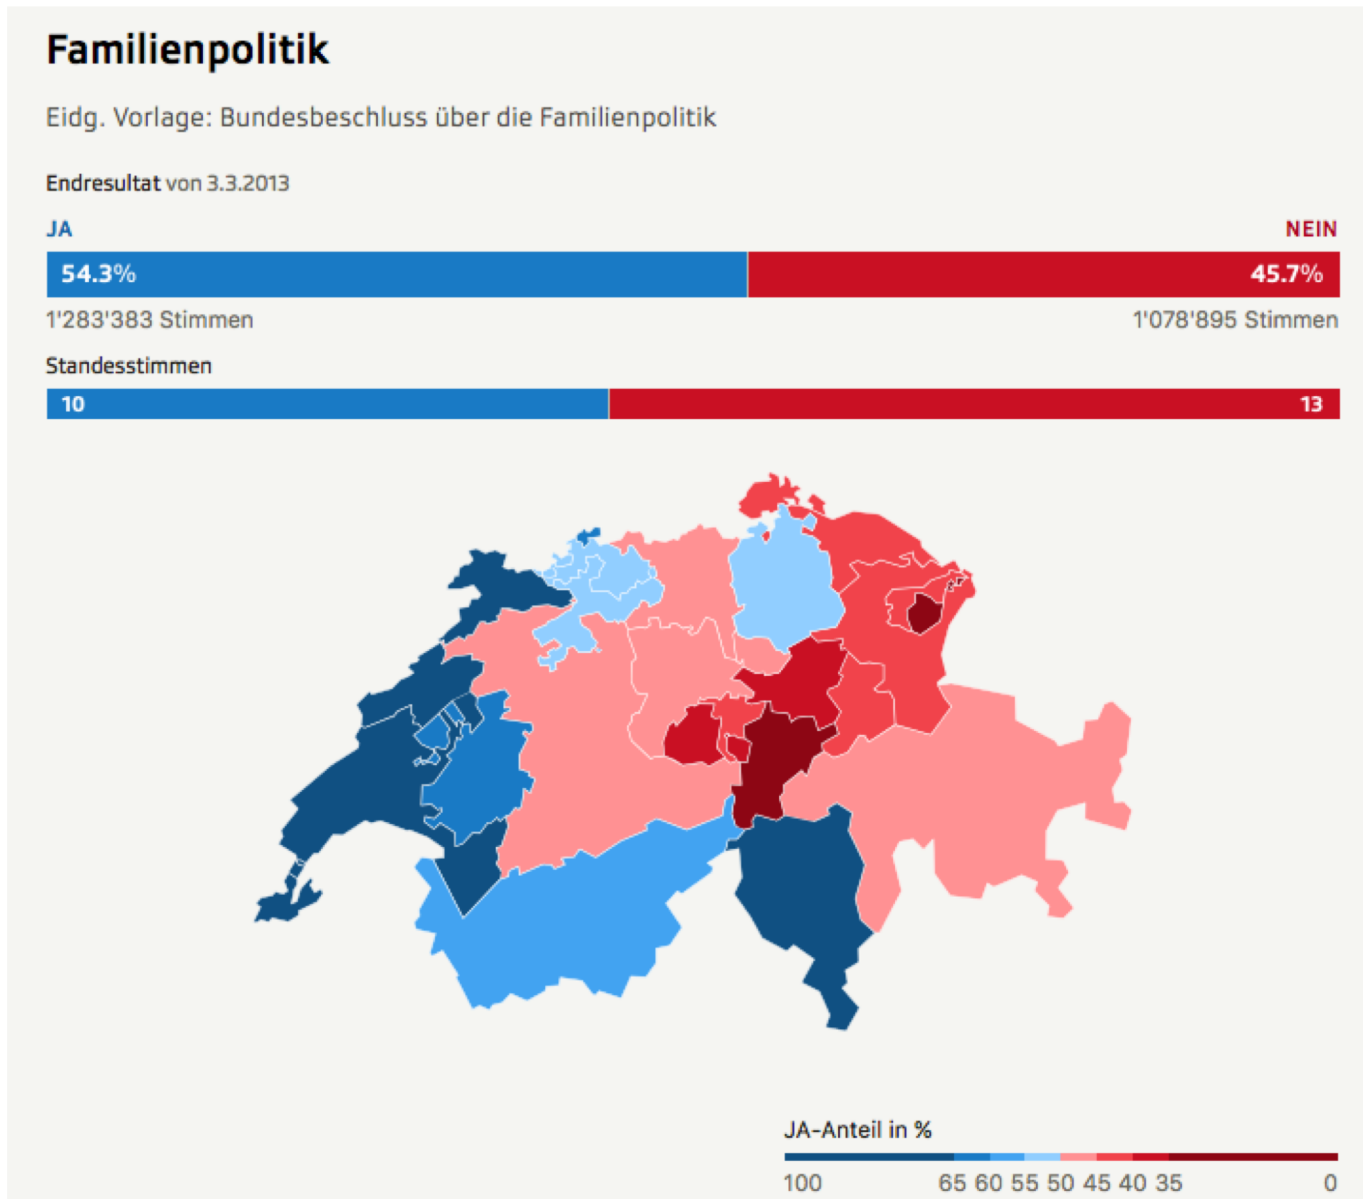 Familienpolitik
Eidg. Vorlage: Bundesbeschluss über die Familienpolitik
Endresultat von 3.3.2013
JA NEIN
54.3% 45.7%
1'283'383 Stimmen 1'078'895 Stimmen
Standesstimmen
10 13
JA-Anteil in %
100 65 60 55 50 45 40 35 0